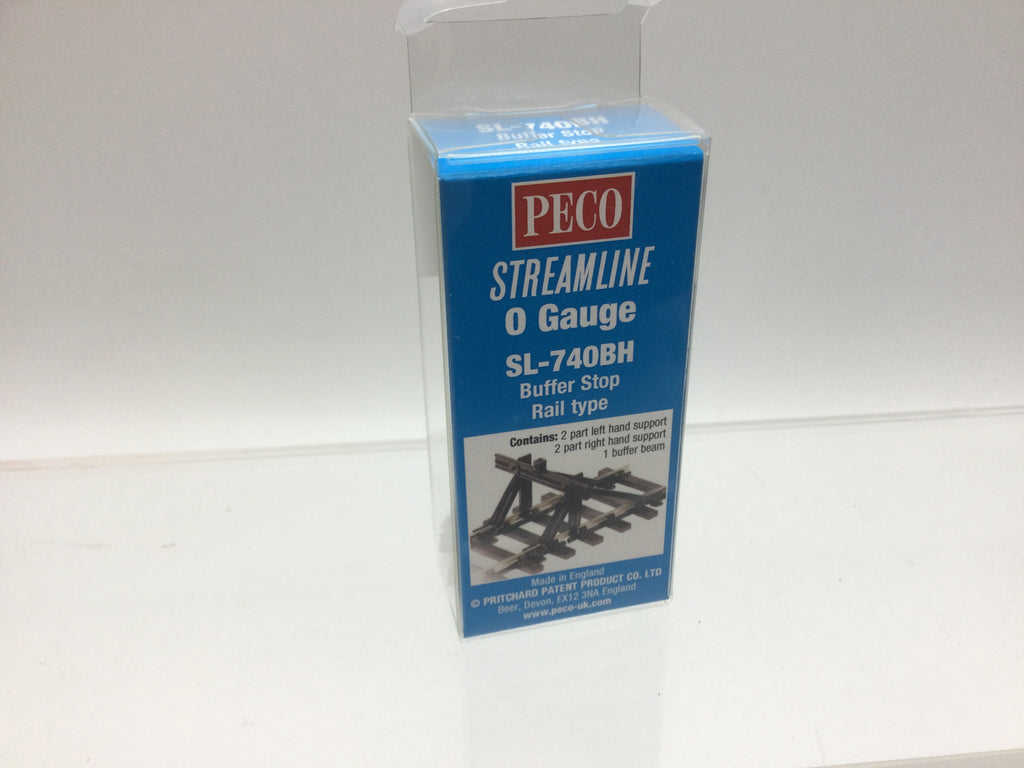 SL-740BH
Buffer Stop
Rail type
PECO
STREAMLINE
O Gauge
SL-740BH
Buffer Stop
Rail type
Contains: 2 part left hand support
2 part right hand support
1 buffer beam
Made in England
© PRITCHARD PATENT PRODUCT CO. LTD
Beer, Devon, EX12 3NA England
www.peco-uk.com